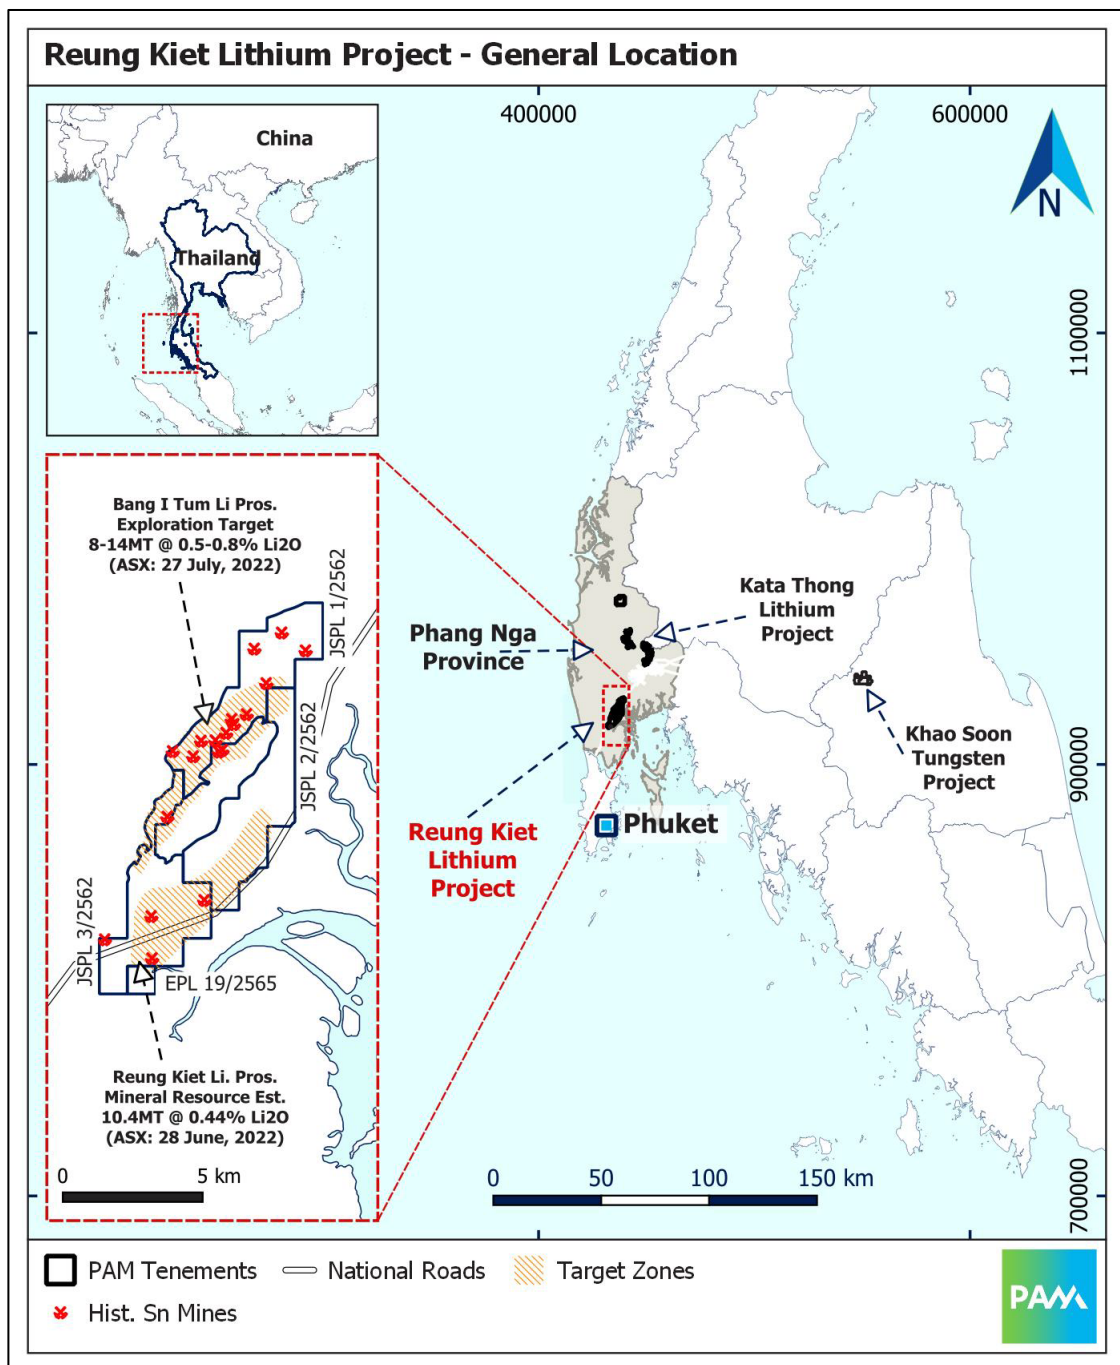 Reung Kiet Lithium Project - General Location
400000
600000
China
Thailand
N
1100000
Bang I Tum Li Pros.
Exploration Target
8-14MT @ 0.5-0.8% Li2O
(ASX: 27 July, 2022)
JSPL 1/2562
Kata Thong
Lithium
Project
Phang Nga
Province
JSPL 2/2562
Khao Soon
Tungsten
Project
900000
Reung Kiet
Lithium
Project
Phuket
JSPL 3/2562
EPL 19/2565
Reung Kiet Li. Pros.
Mineral Resource Est.
10.4MT @ 0.44% Li2O
(ASX: 28 June, 2022)
0 5 km
0 50 100 150 km
700000
PAM Tenements National Roads Target Zones
Hist. Sn Mines
PAM